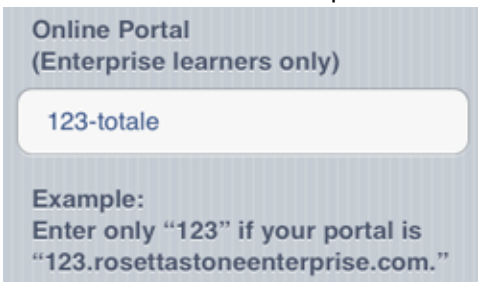 Online Portal
(Enterprise learners only)
123-totale
Example:
Enter only “123” if your portal is
“123.rosettastoneenterprise.com.”